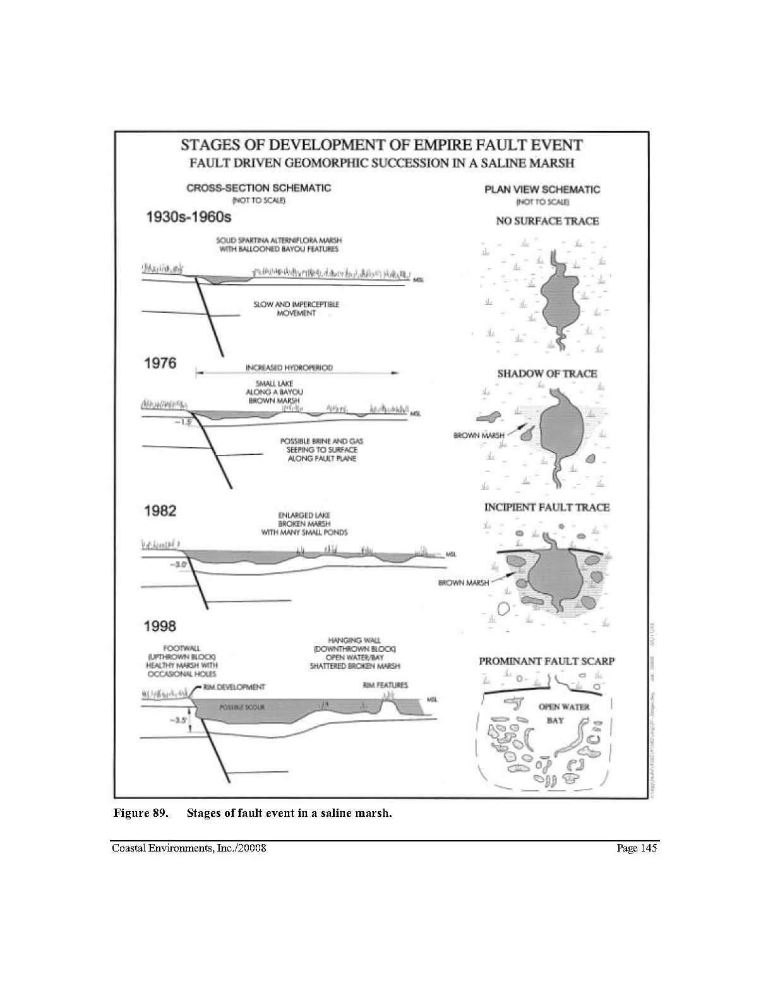 STAGES OF DEVELOPMENT OF EMPIRE FAULT EVENT
FAULT DRIVEN GEOMORPHIC SUCCESSION IN A SALINE MARSH
CROSS-SECTION SCHEMATIC
(NOT TO SCALE)
PLAN VIEW SCHEMATIC
(NOT TO SCALE)
1930s-1960s
NO SURFACE TRACE
SOLID SPARTINA ALTERNIFLORA MARSH
WITH BALLOONED BAYOU FEATURES
MSL
SLOW AND IMPERCEPTIBLE
MOVEMENT
1976
INCREASED HYDROPERIOD
SHADOW OF TRACE
SMALL LAKE
ALONG A BAYOU
BROWN MARSH
MSL
~1.5'
POSSIBLE BRINE AND GAS
SEEPING TO SURFACE
ALONG FAULT PLANE
BROWN MARSH
1982
INCIPIENT FAULT TRACE
ENLARGED LAKE
BROKEN MARSH
WITH MANY SMALL PONDS
MSL
~3.0'
BROWN MARSH
1998
FOOTWALL
(UPTHROWN BLOCK)
HEALTHY MARSH WITH
OCCASIONAL HOLES
HANGING WALL
(DOWNTHROWN BLOCK)
OPEN WATER/BAY
SHATTERED BROKEN MARSH
PROMINANT FAULT SCARP
RIM DEVELOPMENT
RIM FEATURES
MSL
POSSIBLE SCOUR
~3.5'
OPEN WATER
BAY
Figure 89. Stages of fault event in a saline marsh.
Coastal Environments, Inc./20008
Page 145